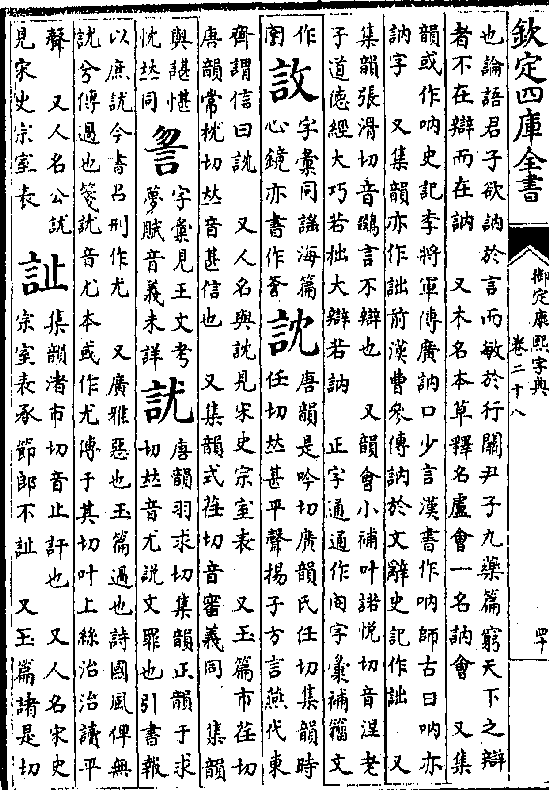 欽定四庫全書
御定康熙字典
卷二十八
四十
也論語君子欲訥於言而敏於行關尹子九藥篇窮天下之辯
者不在辯而在訥　又木名本草釋名盧會一名訥會　又集
韻或作吶史記李將軍傳廣訥口少言漢書作吶師古曰吶亦
訥字　又集韻亦作詘前漢曹參傳訥於文辭史記作詘　又
集韻張滑切音鵽言不辯也　又韻會小補叶諾悅切音涅老
子道德經大巧若拙大辯若訥　正字通通作㕯字彙補籀文
作
𧥺字彙同謠海篇
心鏡亦書作䚻
訦唐韻是吟切廣韻氏任切集韻時
任切𠀤甚平聲揚子方言燕代東
齊謂信曰訦　又人名與訦見宋史宗室表　又玉篇市荏切
唐韻常枕切𠀤音甚信也　又集韻式荏切音審義同　集韻
與諶愖
忱𠀤同
字彙見王文考
夢賦音義未詳
訧唐韻羽求切集韻正韻于求
切𠀤音尤說文罪也引書報
以庶訧今書呂刑作尤　又廣雅惡也玉篇過也詩國風俾無
訧兮傳過也箋訧音尤本或作尤傳于其切叶上絲治治讀平
聲　又人名公訧
見宋史宗室表
訨集韻渚市切音止訐也　又人名宋史
宗室表承節郎不訨　又玉篇諸是切